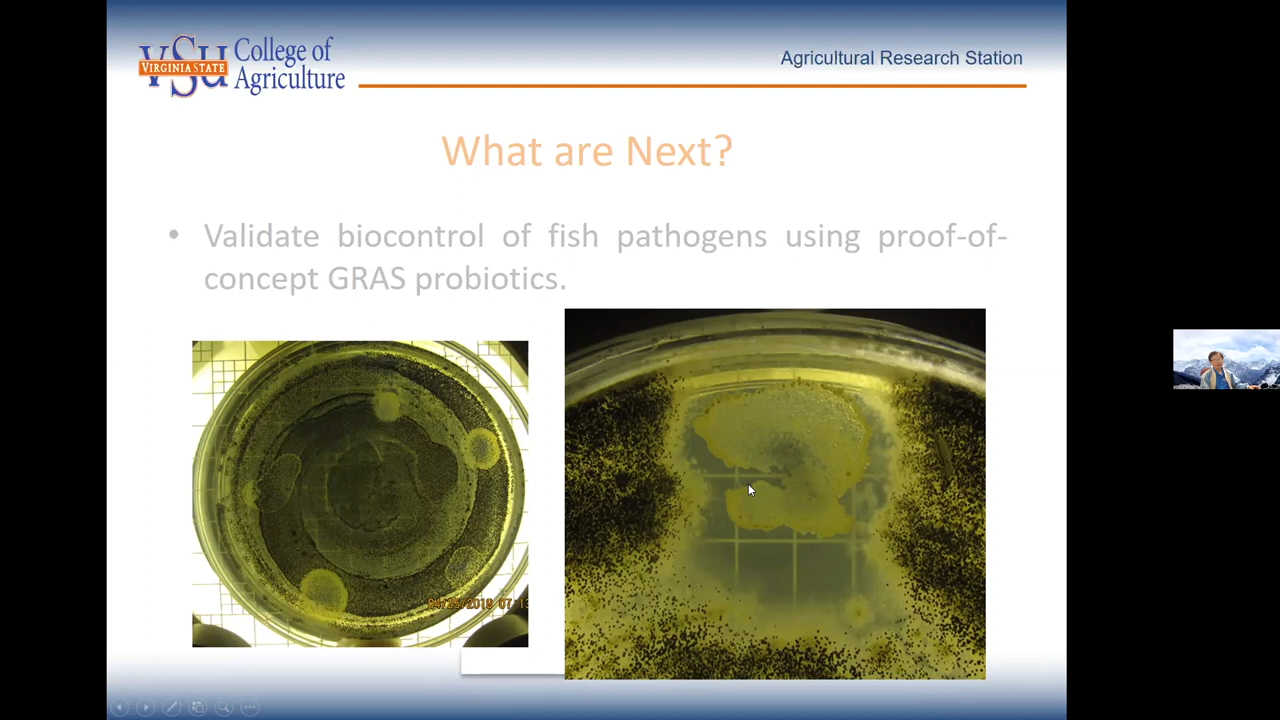 VSU
VIRGINIA STATE
College of
Agriculture
Agricultural Research Station
What are Next?
• Validate biocontrol of fish pathogens using proof-of-
concept GRAS probiotics.